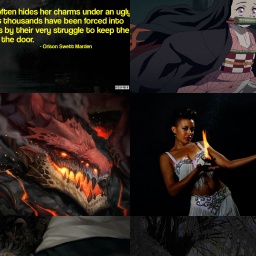 often hides her charms under an ugly
s thousands have been forced into
s by their very struggle to keep the
the door.
- Orison Swett Marden